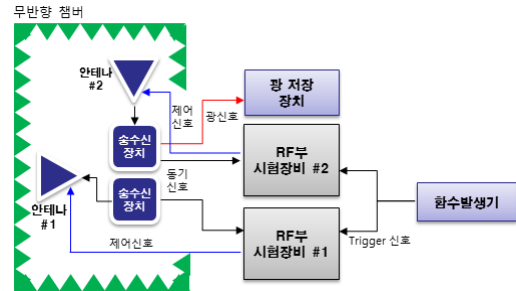 무반향 챔버
안테나
#2
제어
신호
광신호
광 저장
장치
송수신
장치
RF부
시험장비 #2
동기
신호
송수신
장치
안테나
#1
함수발생기
RF부
시험장비 #1
제어신호
Trigger 신호